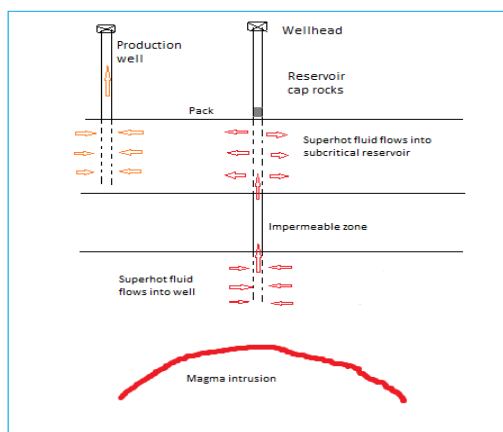 Production
well
Wellhead
Reservoir
cap rocks
Pack
Superhot fluid flows into
subcritical reservoir
Impermeable zone
Superhot fluid
flows into well
Magma intrusion